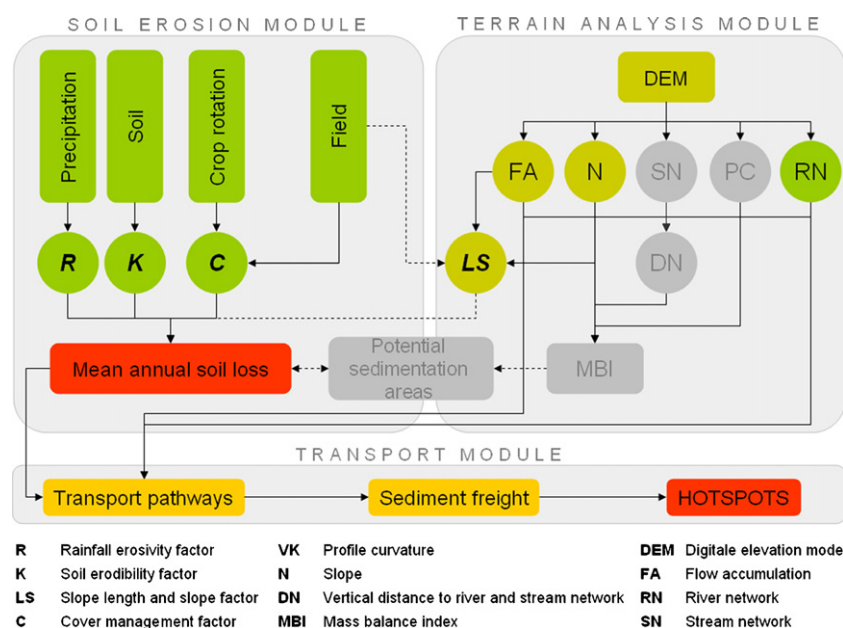 SOIL EROSION MODULE
TERRAIN ANALYSIS MODULE
Precipitation
Soil
Crop rotation
Field
DEM
FA
N
SN
PC
RN
R
K
C
LS
DN
Mean annual soil loss
Potential
sedimentation
areas
MBI
TRANSPORT MODULE
Transport pathways
Sediment freight
HOTSPOTS
R Rainfall erosivity factor
K Soil erodibility factor
LS Slope length and slope factor
C Cover management factor
VK Profile curvature
N Slope
DN Vertical distance to river and stream network
MBI Mass balance index
DEM Digitale elevation mode
FA Flow accumulation
RN River network
SN Stream network